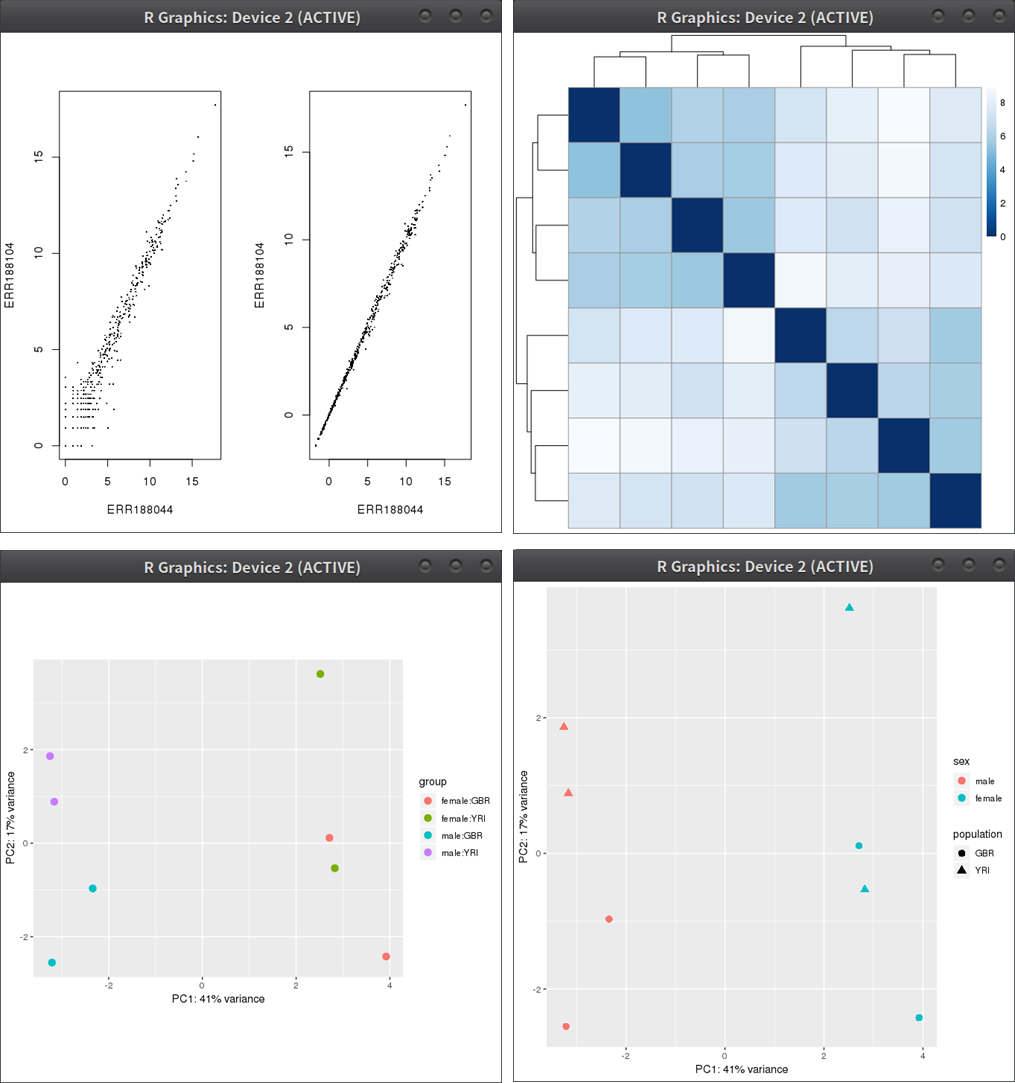 R Graphics: Device 2 (ACTIVE)
ERR188104
15
10
5
0
0 5 10 15
ERR188044
ERR188104
15
10
5
0
0 5 10 15
ERR188044
R Graphics: Device 2 (ACTIVE)
8
6
4
2
0
R Graphics: Device 2 (ACTIVE)
PC2: 17% variance
2
0
-2
-2 0 2 4
PC1: 41% variance
group
female:GBR
female:YRI
male:GBR
male:YRI
R Graphics: Device 2 (ACTIVE)
PC2: 17% variance
2
0
-2
-2 0 2 4
PC1: 41% variance
sex
male
female
population
GBR
YRI